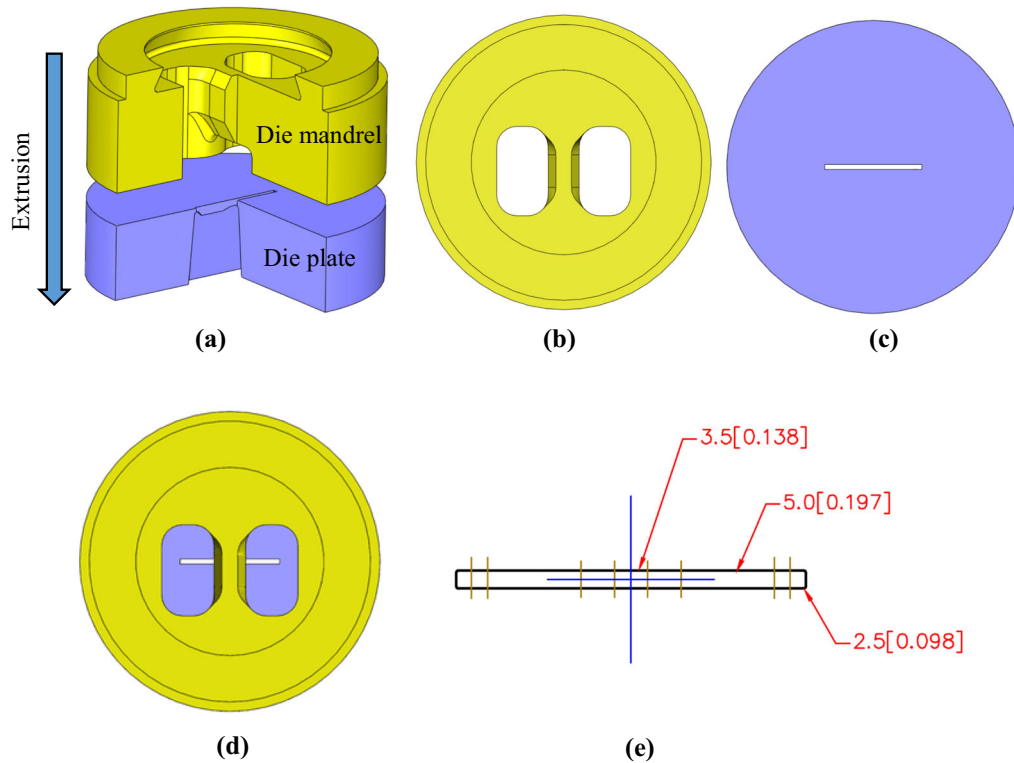 Extrusion
Die mandrel
Die plate
(a)
(b)
(c)
3.5[0.138]
5.0[0.197]
2.5[0.098]
(d)
(e)